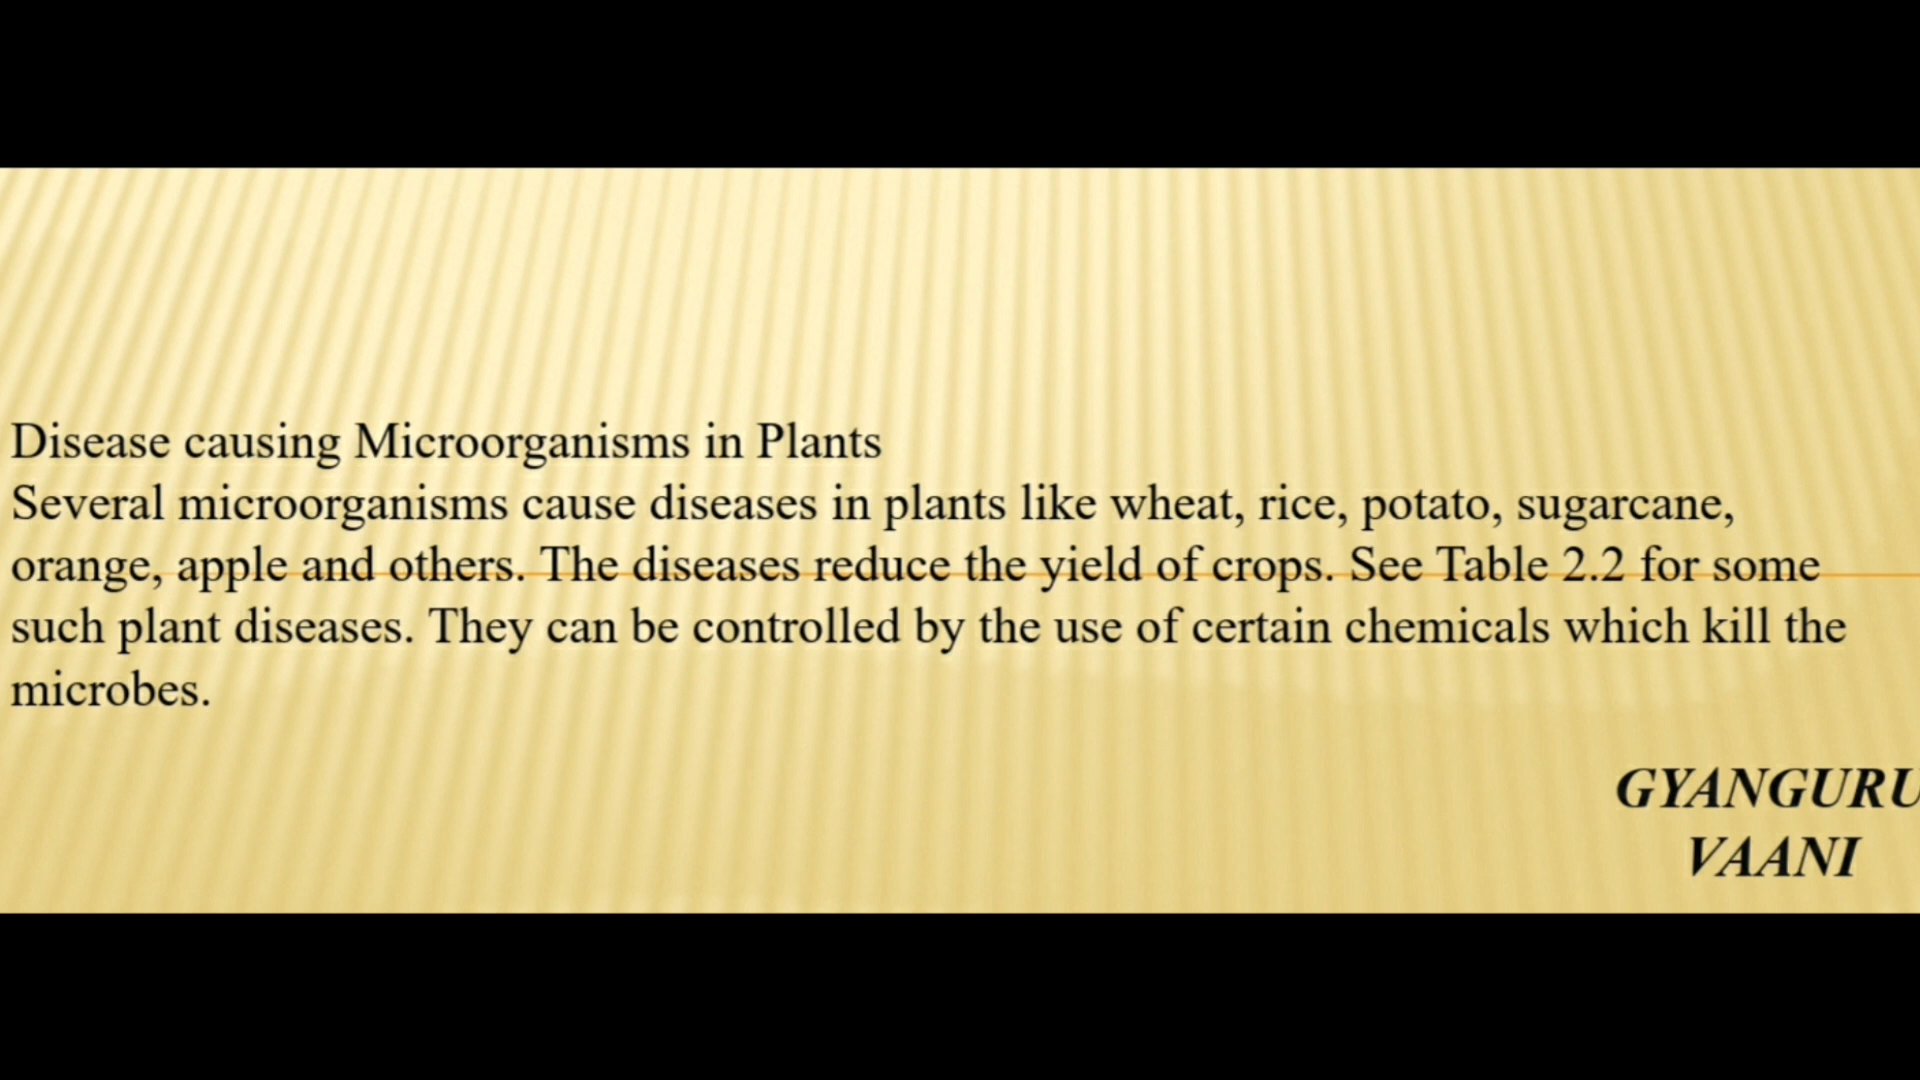 Disease causing Microorganisms in Plants
Several microorganisms cause diseases in plants like wheat, rice, potato, sugarcane,
orange, apple and others. The diseases reduce the yield of crops. See Table 2.2 for some
such plant diseases. They can be controlled by the use of certain chemicals which kill the
microbes.
GYANGURU
VAANI